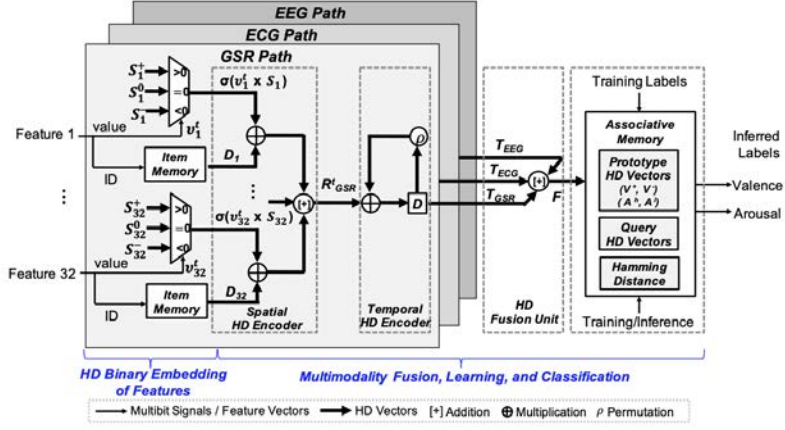 EEG Path
ECG Path
GSR Path
S₁⁺
S₁⁰
S₁⁻
>0
=0
<0
σ(v₁ᵗ x S₁)
Feature 1
value
v₁ᵗ
ID
Item
Memory
D₁
⋮
S₃₂⁺
S₃₂⁰
S₃₂⁻
>0
=0
<0
σ(v₃₂ᵗ x S₃₂)
Feature 32
value
v₃₂ᵗ
ID
Item
Memory
D₃₂
[+]
Rᵗ_GSR
Spatial
HD Encoder
ρ
D
Temporal
HD Encoder
T_EEG
T_ECG
T_GSR
[+]
F
HD
Fusion Unit
Training Labels
Associative
Memory
Prototype
HD Vectors
(V⁺, V⁻)
(Aʰ, Aˡ)
Query
HD Vectors
Hamming
Distance
Training/Inference
Inferred
Labels
Valence
Arousal
HD Binary Embedding
of Features
Multimodality Fusion, Learning, and Classification
Multibit Signals / Feature Vectors HD Vectors [+] Addition ⊕ Multiplication ρ Permutation